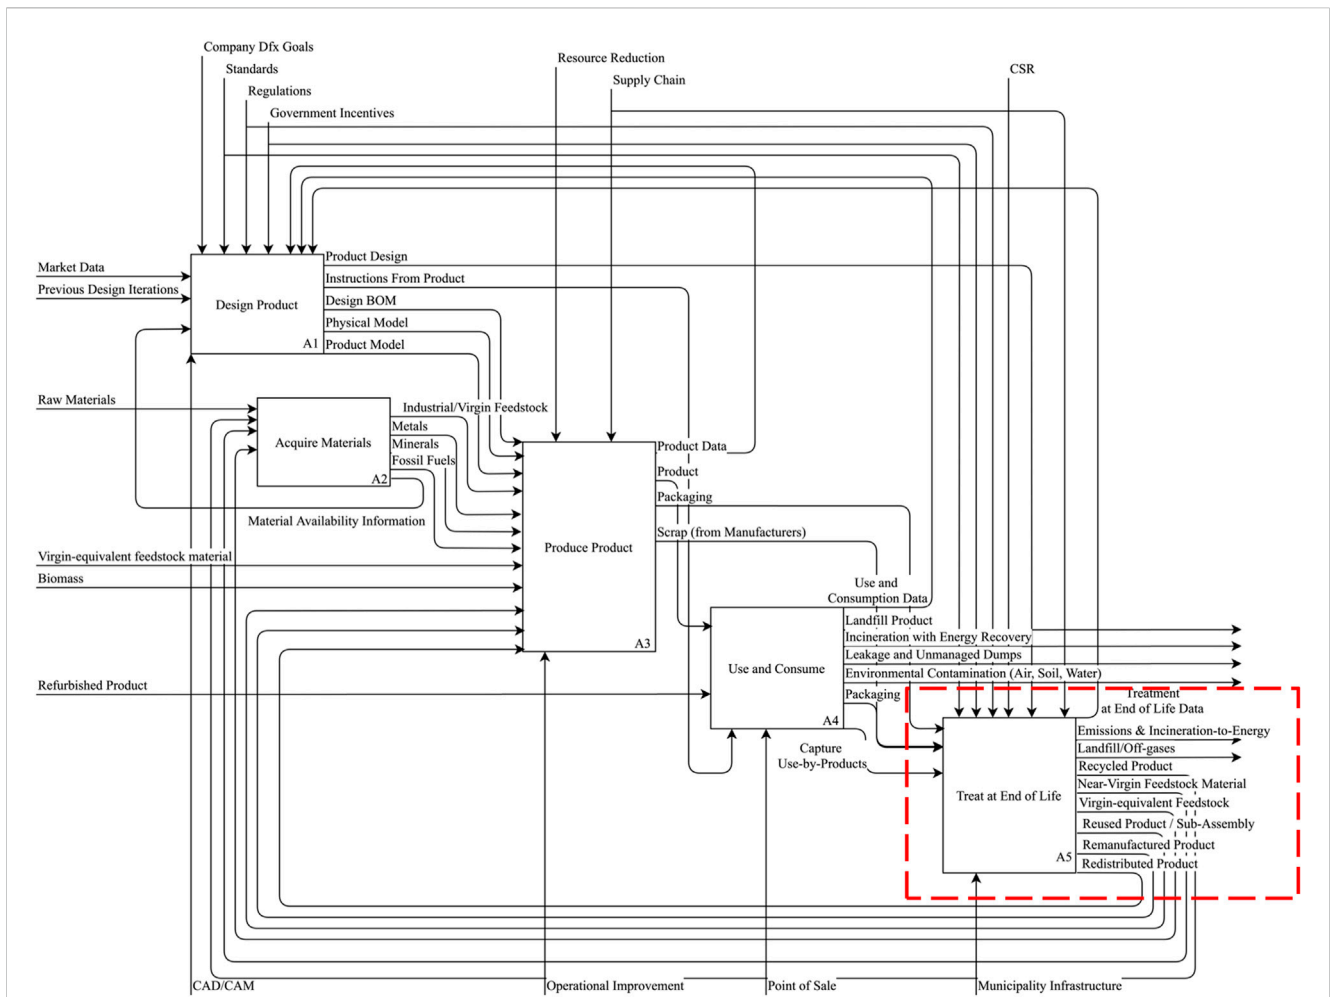 Company Dfx Goals
Standards
Regulations
Government Incentives
Resource Reduction
Supply Chain
CSR
Market Data
Previous Design Iterations
Design Product
A1
Product Design
Instructions From Product
Design BOM
Physical Model
Product Model
Raw Materials
Acquire Materials
A2
Industrial/Virgin Feedstock
Metals
Minerals
Fossil Fuels
Material Availability Information
Virgin-equivalent feedstock material
Biomass
Produce Product
A3
Product Data
Product
Packaging
Scrap (from Manufacturers)
Refurbished Product
Use and Consume
A4
Use and
Consumption Data
Landfill Product
Incineration with Energy Recovery
Leakage and Unmanaged Dumps
Environmental Contamination (Air, Soil, Water)
Packaging
Capture
Use-by-Products
Treat at End of Life
A5
Treatment
at End of Life Data
Emissions & Incineration-to-Energy
Landfill/Off-gases
Recycled Product
Near-Virgin Feedstock Material
Virgin-equivalent Feedstock
Reused Product / Sub-Assembly
Remanufactured Product
Redistributed Product
CAD/CAM
Operational Improvement
Point of Sale
Municipality Infrastructure